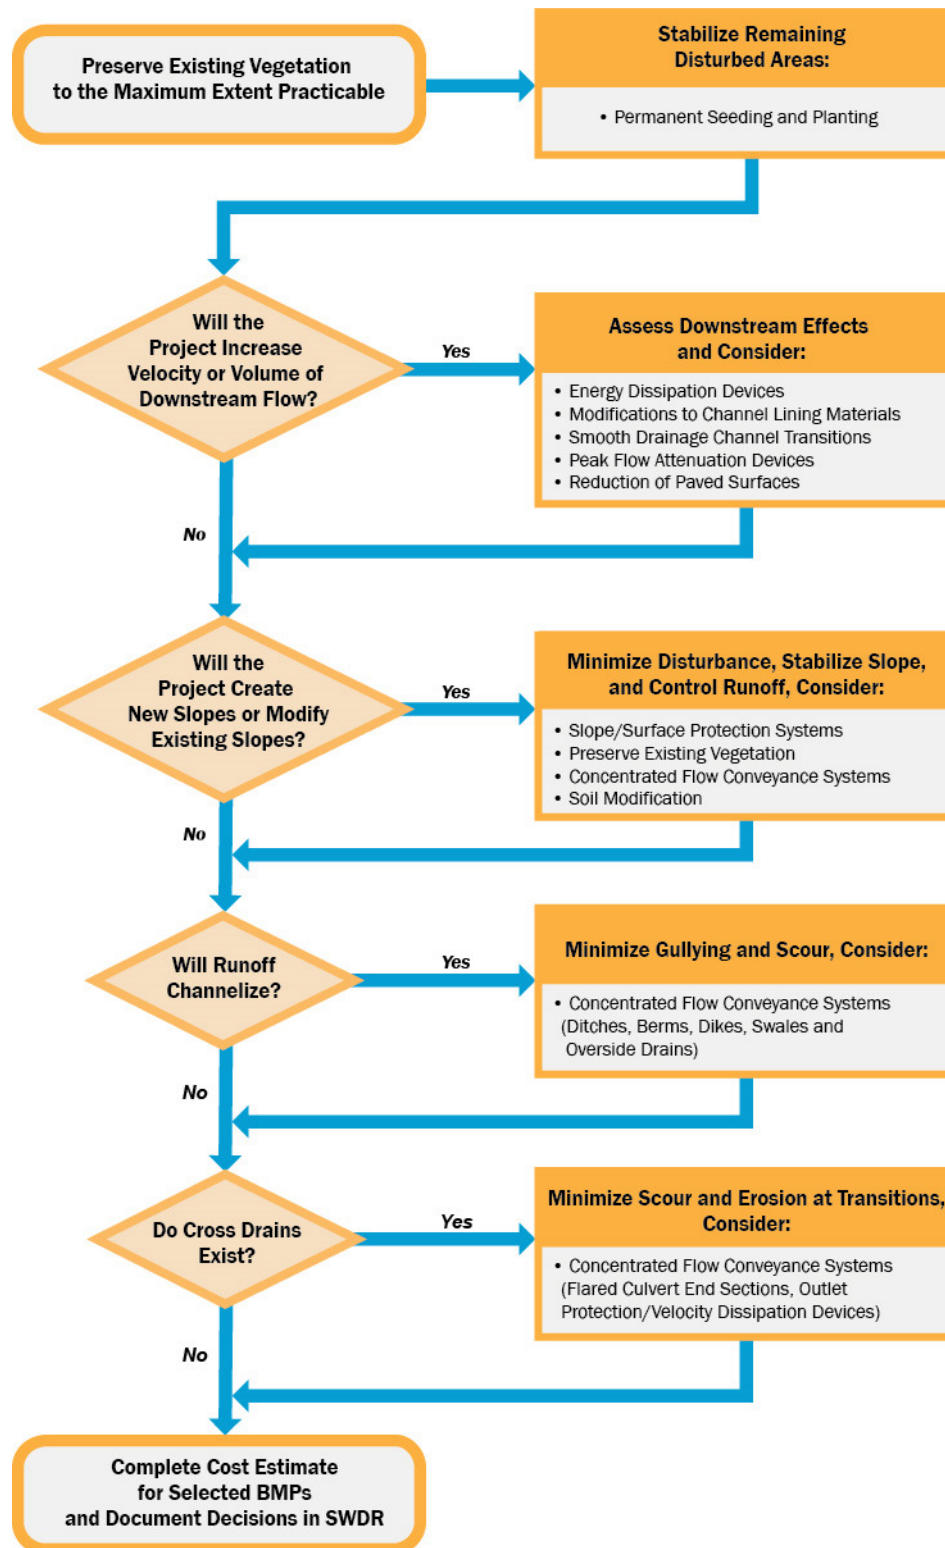 Preserve Existing Vegetation
to the Maximum Extent Practicable
Stabilize Remaining
Disturbed Areas:
• Permanent Seeding and Planting
Will the
Project Increase
Velocity or Volume of
Downstream Flow?
Yes
Assess Downstream Effects
and Consider:
• Energy Dissipation Devices
• Modifications to Channel Lining Materials
• Smooth Drainage Channel Transitions
• Peak Flow Attenuation Devices
• Reduction of Paved Surfaces
No
Will the
Project Create
New Slopes or Modify
Existing Slopes?
Yes
Minimize Disturbance, Stabilize Slope,
and Control Runoff, Consider:
• Slope/Surface Protection Systems
• Preserve Existing Vegetation
• Concentrated Flow Conveyance Systems
• Soil Modification
No
Will Runoff
Channelize?
Yes
Minimize Gullying and Scour, Consider:
• Concentrated Flow Conveyance Systems
(Ditches, Berms, Dikes, Swales and
Overside Drains)
No
Do Cross Drains
Exist?
Yes
Minimize Scour and Erosion at Transitions,
Consider:
• Concentrated Flow Conveyance Systems
(Flared Culvert End Sections, Outlet
Protection/Velocity Dissipation Devices)
No
Complete Cost Estimate
for Selected BMPs
and Document Decisions in SWDR